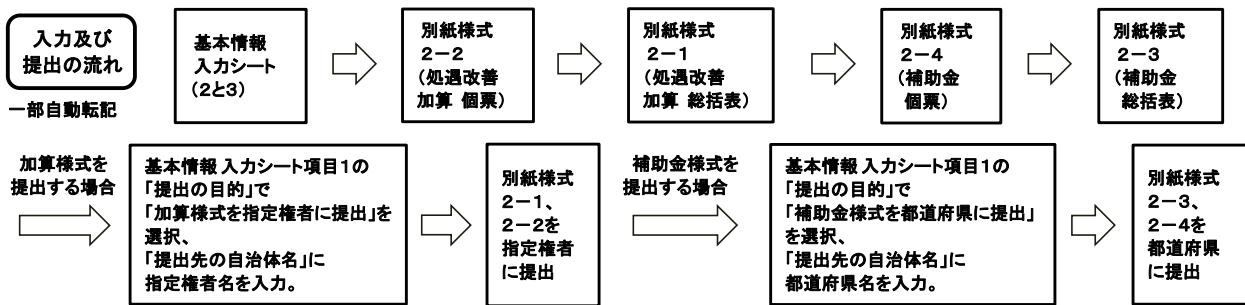 入力及び
提出の流れ
一部自動転記
基本情報
入力シート
(2と3)
別紙様式
2－2
(処遇改善
加算 個票)
別紙様式
2－1
(処遇改善
加算 総括表)
別紙様式
2－4
(補助金
個票)
別紙様式
2－3
(補助金
総括表)
加算様式を
提出する場合
基本情報 入力シート項目1の
「提出の目的」で
「加算様式を指定権者に提出」を
選択、
「提出先の自治体名」に
指定権者名を入力。
別紙様式
2－1、
2－2を
指定権者
に提出
補助金様式を
提出する場合
基本情報 入力シート項目1の
「提出の目的」で
「補助金様式を都道府県に提出」
を選択、
「提出先の自治体名」に
都道府県名を入力。
別紙様式
2－3、
2－4を
都道府県
に提出